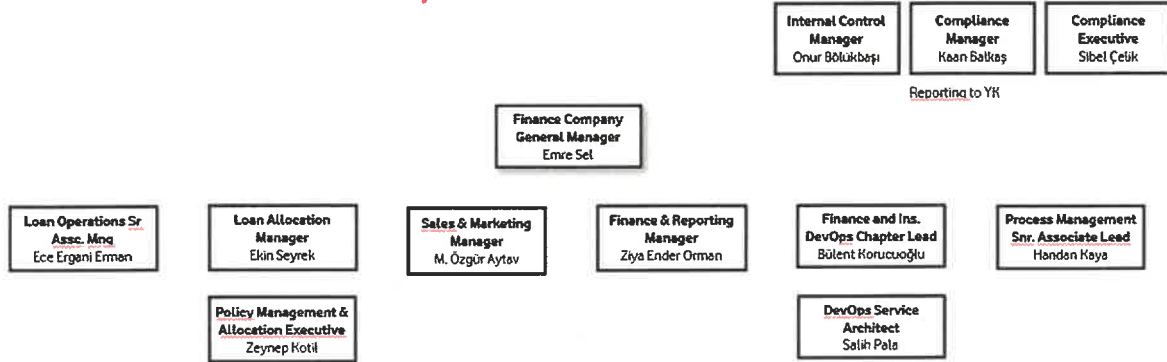 Internal Control
Manager
Onur Bölükbaşı
Compliance
Manager
Kaan Batkaş
Compliance
Executive
Sibel Çelik
Reporting to YK
Finance Company
General Manager
Emre Sel
Loan Operations Sr
Assc. Mng
Ece Ergani Erman
Loan Allocation
Manager
Ekin Seyrek
Sales & Marketing
Manager
M. Özgür Aytav
Finance & Reporting
Manager
Ziya Ender Orman
Finance and Ins.
DevOps Chapter Lead
Bülent Korucuoğlu
Process Management
Snr. Associate Lead
Handan Kaya
Policy Management &
Allocation Executive
Zeynep Kotil
DevOps Service
Architect
Salih Pala